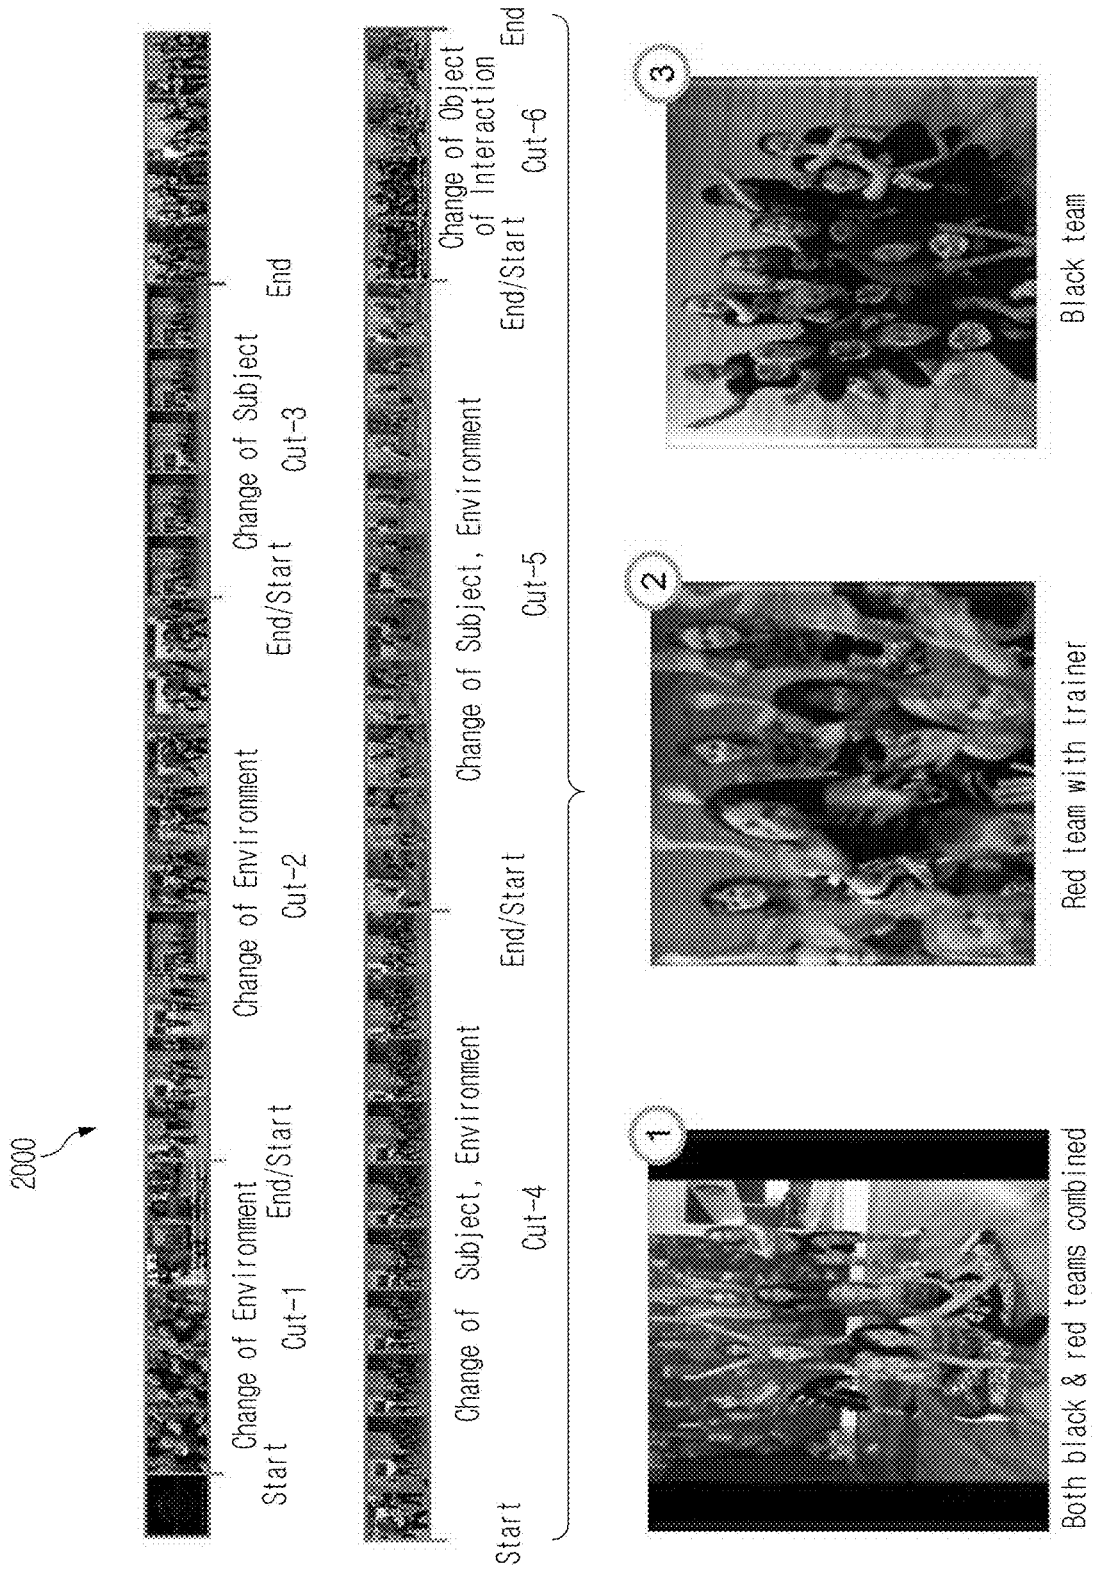 2000
Change of Environment
Change of Environment
Change of Subject
Start
Cut-1
End/Start
Cut-2
End/Start
Cut-3
End
Change of Subject, Environment
Change of Subject, Environment
Change of Object
of Interaction
Start
Cut-4
End/Start
Cut-5
End/Start
Cut-6
End
1
2
3
Both black & red teams combined
Red team with trainer
Black team